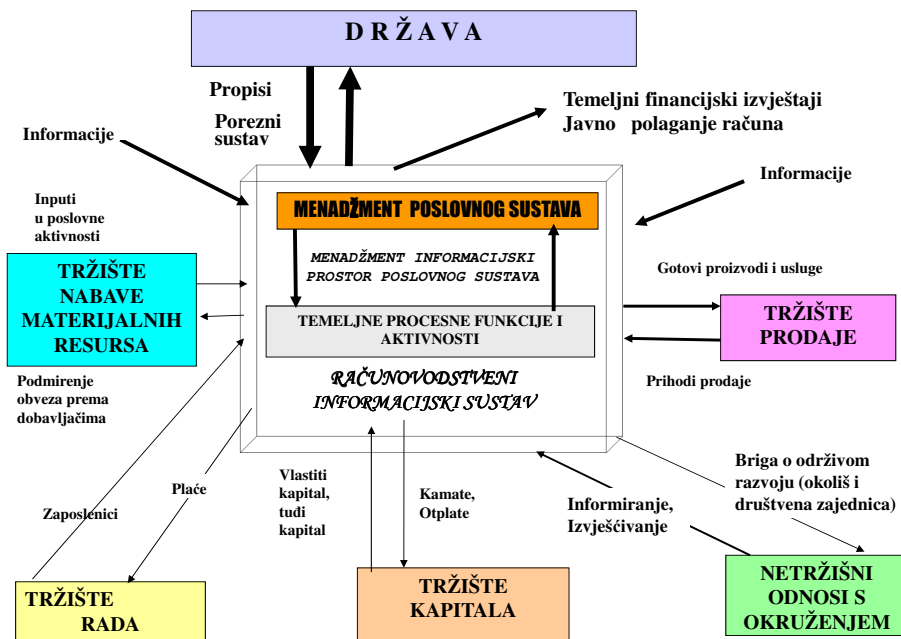 DRŽAVA
Propisi
Porezni
sustav
Temeljni financijski izvještaji
Javno polaganje računa
Informacije
Informacije
Inputi
u poslovne
aktivnosti
MENADŽMENT POSLOVNOG SUSTAVA
MENADŽMENT INFORMACIJSKI
PROSTOR POSLOVNOG SUSTAVA
TRŽIŠTE
NABAVE
MATERIJALNIH
RESURSA
Gotovi proizvodi i usluge
TEMELJNE PROCESNE FUNKCIJE I
AKTIVNOSTI
TRŽIŠTE
PRODAJE
Podmirenje
obveza prema
dobavljačima
RAČUNOVODSTVENI
INFORMACIJSKI SUSTAV
Prihodi prodaje
Zaposlenici
Plaće
Vlastiti
kapital,
tuđi
kapital
Kamate,
Otplate
Informiranje,
Izvješćivanje
Briga o održivom
razvoju (okoliš i
društvena zajednica)
TRŽIŠTE
RADA
TRŽIŠTE
KAPITALA
NETRŽIŠNI
ODNOSI S
OKRUŽENJEM